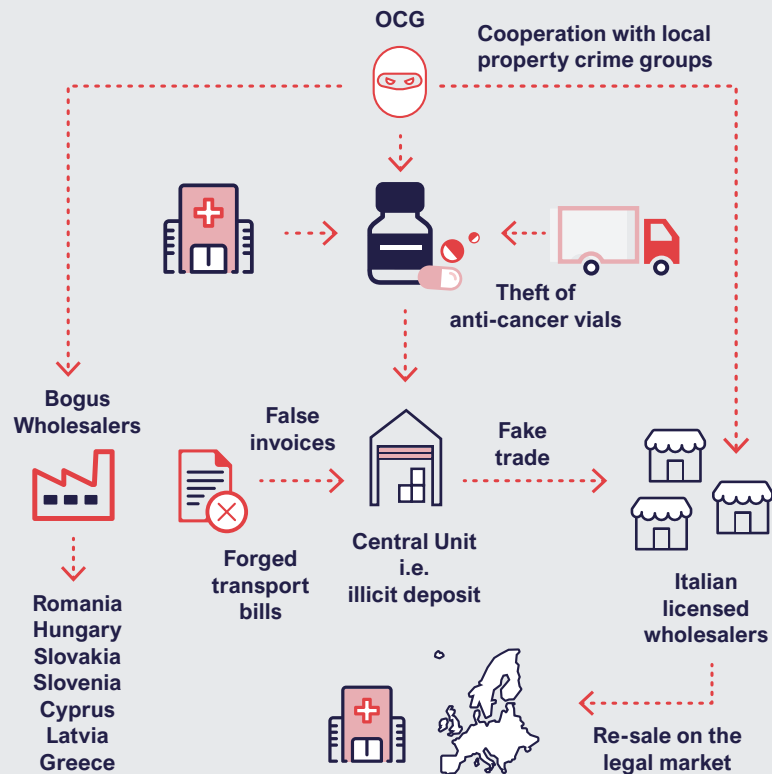 OCG
Cooperation with local
property crime groups
Theft of
anti-cancer vials
Bogus
Wholesalers
False
invoices
Fake
trade
Forged
transport
bills
Central Unit
i.e.
illicit deposit
Italian
licensed
wholesalers
Romania
Hungary
Slovakia
Slovenia
Cyprus
Latvia
Greece
Re-sale on the
legal market